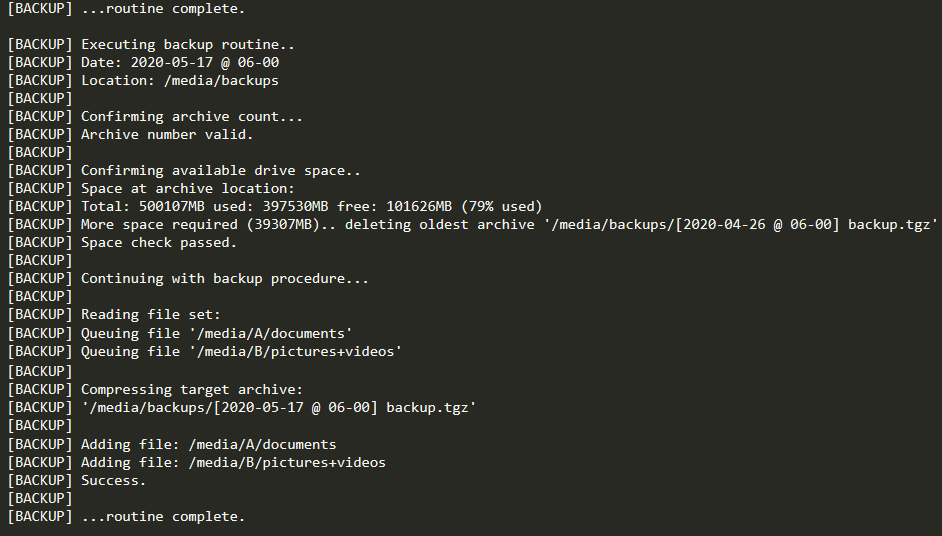 [BACKUP] ...routine complete.
[BACKUP] Executing backup routine..
[BACKUP] Date: 2020-05-17 @ 06-00
[BACKUP] Location: /media/backups
[BACKUP]
[BACKUP] Confirming archive count...
[BACKUP] Archive number valid.
[BACKUP]
[BACKUP] Confirming available drive space..
[BACKUP] Space at archive location:
[BACKUP] Total: 500107MB used: 397530MB free: 101626MB (79% used)
[BACKUP] More space required (39307MB).. deleting oldest archive '/media/backups/[2020-04-26 @ 06-00] backup.tgz'
[BACKUP] Space check passed.
[BACKUP]
[BACKUP] Continuing with backup procedure...
[BACKUP]
[BACKUP] Reading file set:
[BACKUP] Queuing file '/media/A/documents'
[BACKUP] Queuing file '/media/B/pictures+videos'
[BACKUP]
[BACKUP] Compressing target archive:
[BACKUP] '/media/backups/[2020-05-17 @ 06-00] backup.tgz'
[BACKUP]
[BACKUP] Adding file: /media/A/documents
[BACKUP] Adding file: /media/B/pictures+videos
[BACKUP] Success.
[BACKUP]
[BACKUP] ...routine complete.